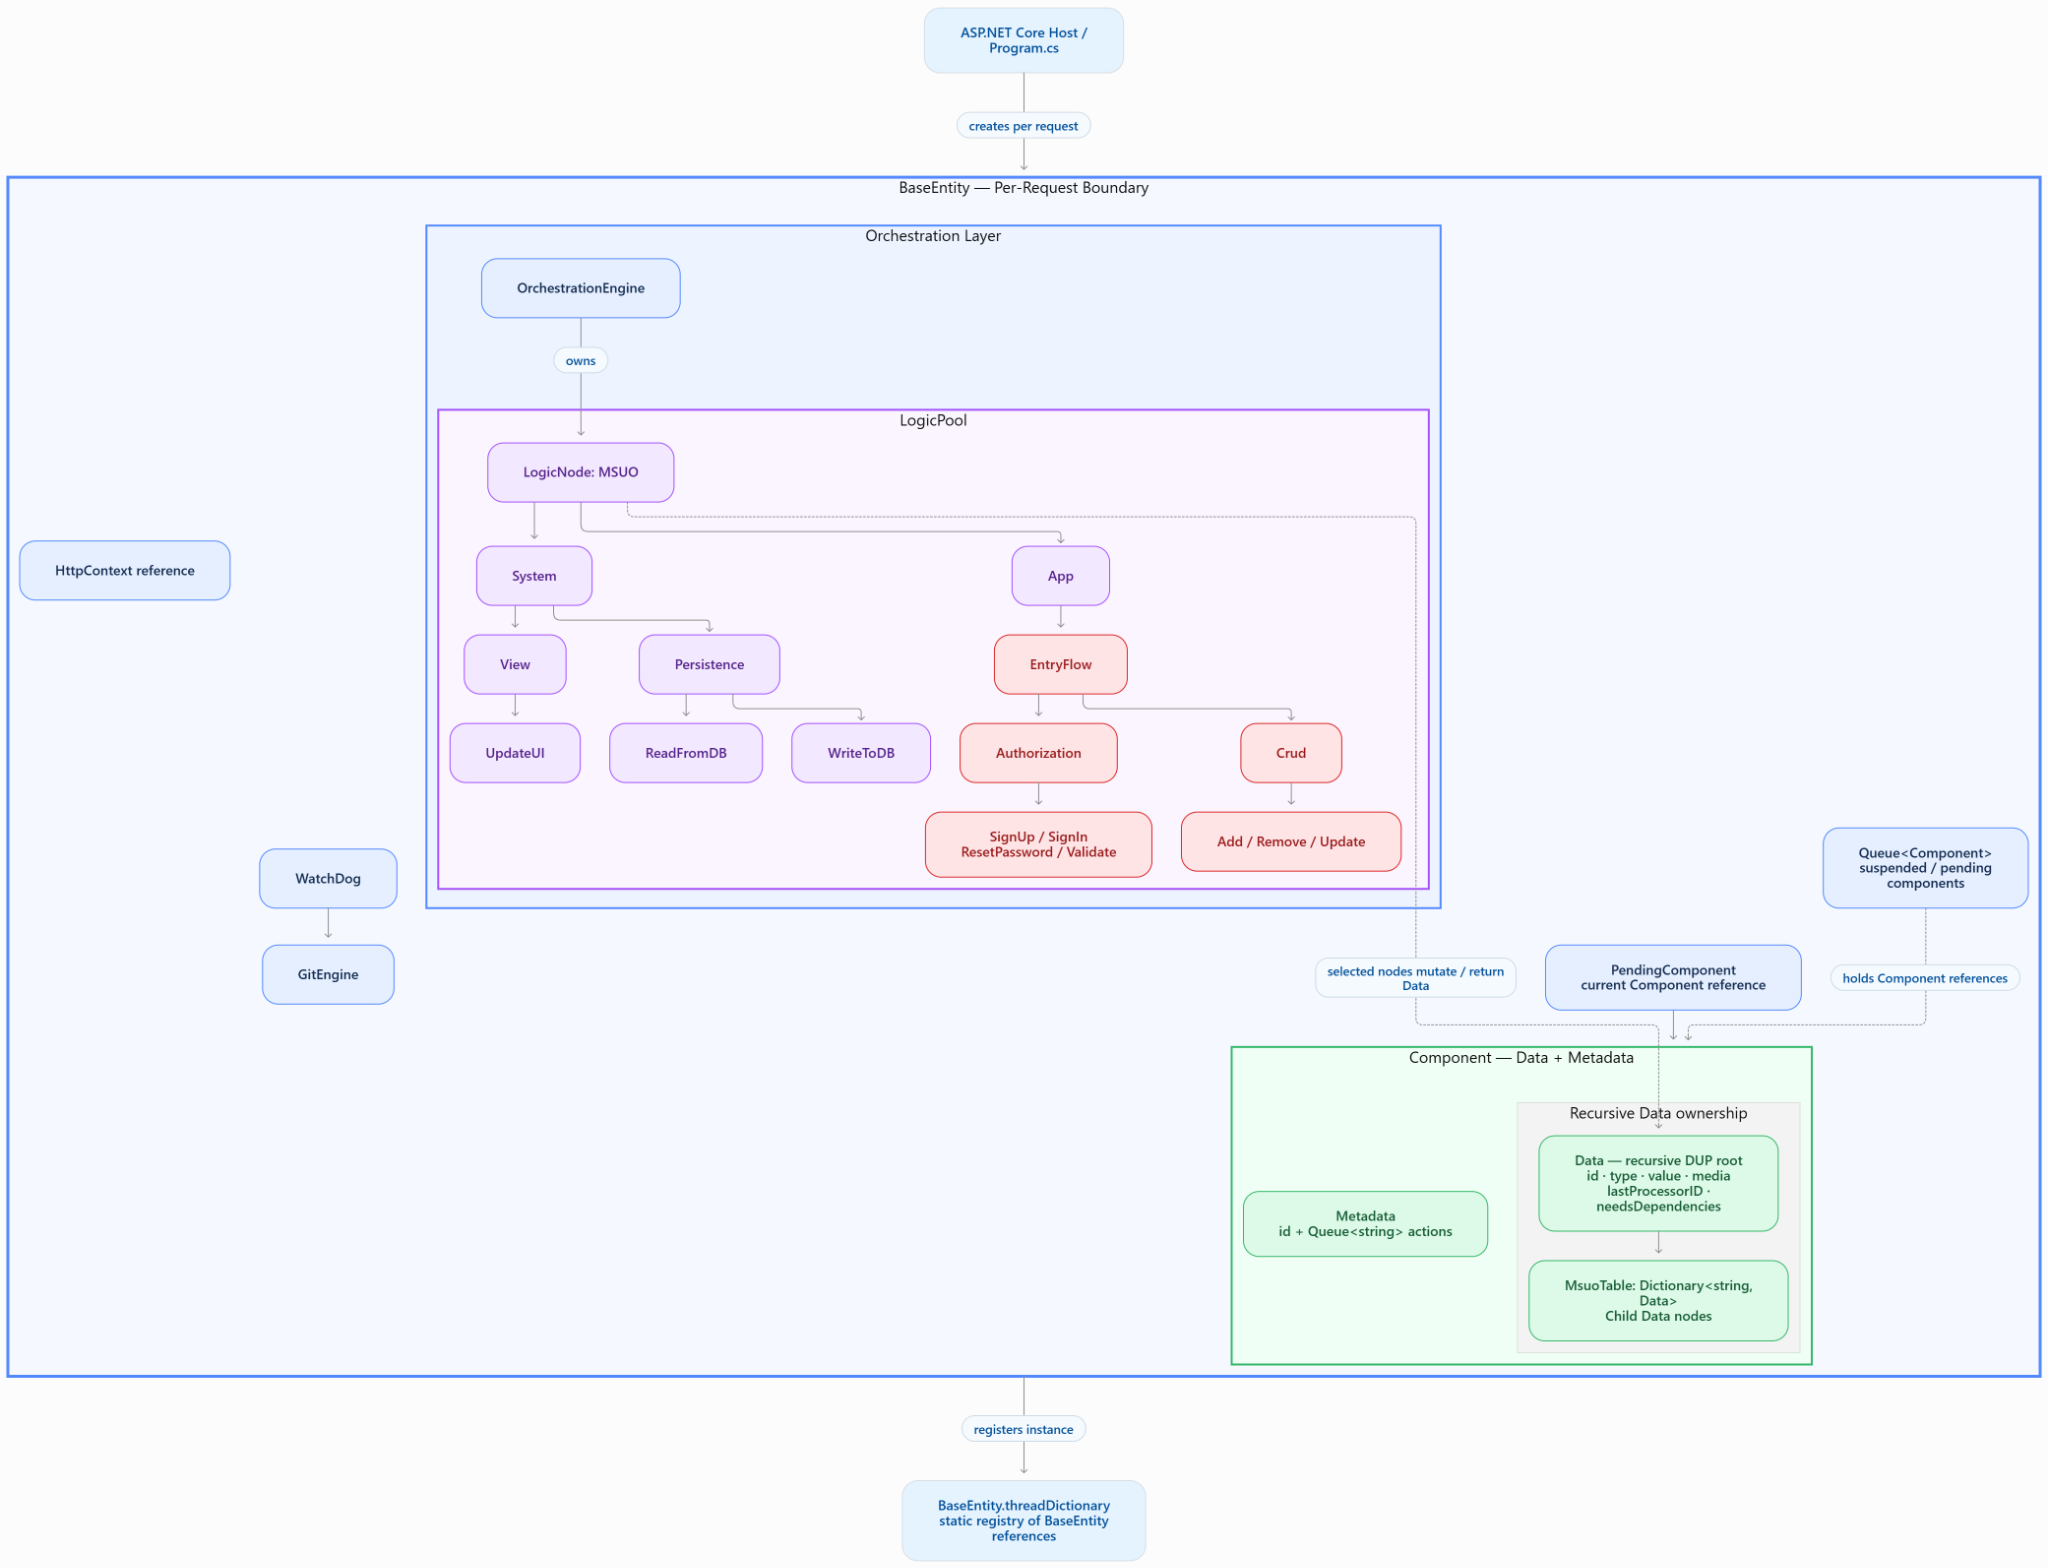 ASP.NET Core Host /
Program.cs
creates per request
BaseEntity — Per-Request Boundary
Orchestration Layer
OrchestrationEngine
owns
LogicPool
LogicNode: MSUO
HttpContext reference
System
App
View
Persistence
EntryFlow
UpdateUI
ReadFromDB
WriteToDB
Authorization
Crud
SignUp / SignIn
ResetPassword / Validate
Add / Remove / Update
WatchDog
GitEngine
Queue<Component>
suspended / pending
components
selected nodes mutate / return
Data
PendingComponent
current Component reference
holds Component references
Component — Data + Metadata
Recursive Data ownership
Data — recursive DUP root
id · type · value · media
lastProcessorID ·
needsDependencies
Metadata
id + Queue<string> actions
MsuoTable: Dictionary<string,
Data>
Child Data nodes
registers instance
BaseEntity.threadDictionary
static registry of BaseEntity
references